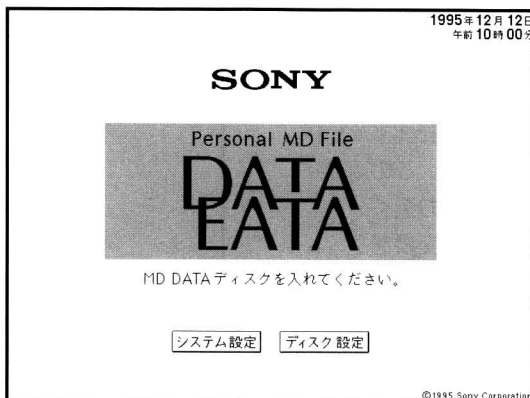 1995年12月12日
午前10時00分
SONY
Personal MD File
DATA
EATA
MD DATAディスクを入れてください。
システム設定
ディスク設定
©1995 Sony Corporation